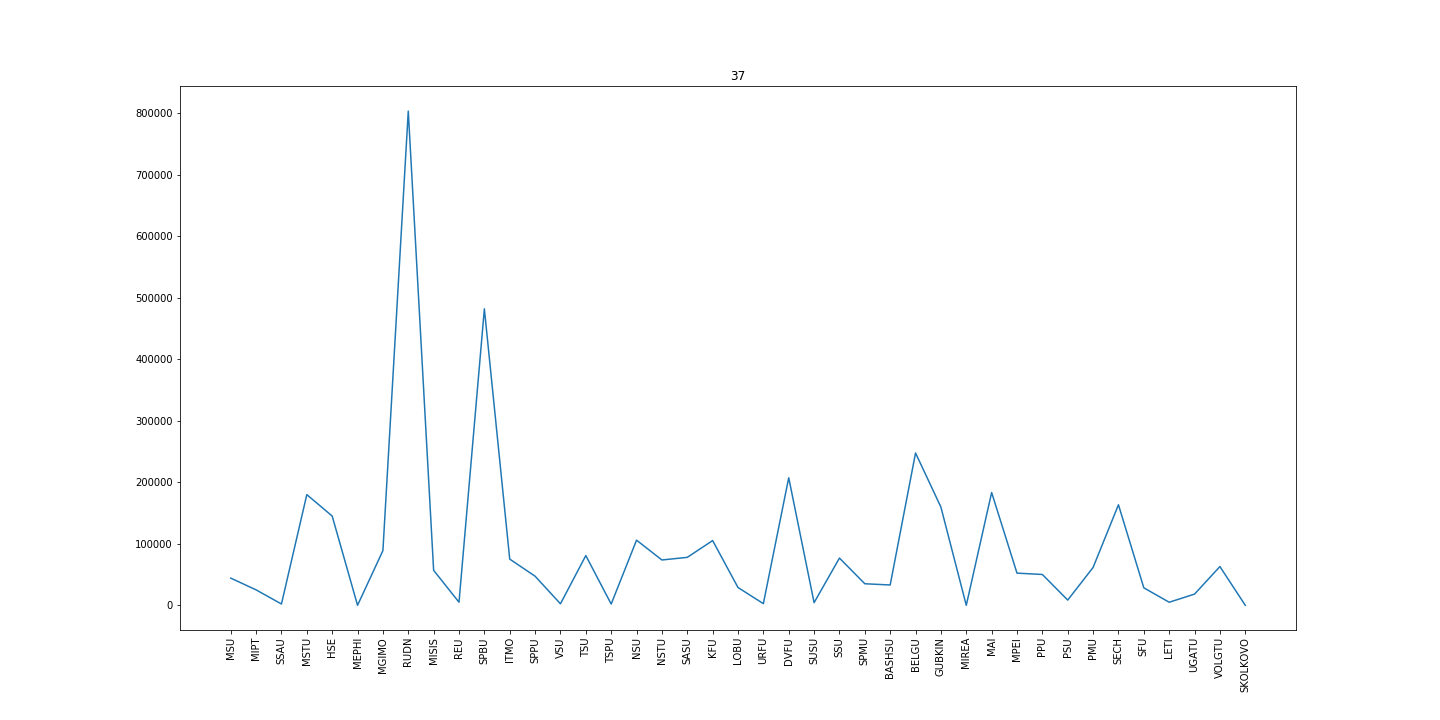 37
800000
700000
600000
500000
400000
300000
200000
100000
0
MSU
MIPT
SSAU
MSTU
HSE
MEPHI
MGIMO
RUDN
MISIS
REU
SPBU
ITMO
SPPU
VSU
TSU
TSPU
NSU
NSTU
SASU
KFU
LOBU
URFU
DVFU
SUSU
SSU
SPMU
BASHSU
BELGU
GUBKIN
MIREA
MAI
MPEI
PPU
PSU
PMU
SECH
SFU
LETI
UGATU
VOLGTU
SKOLKOVO